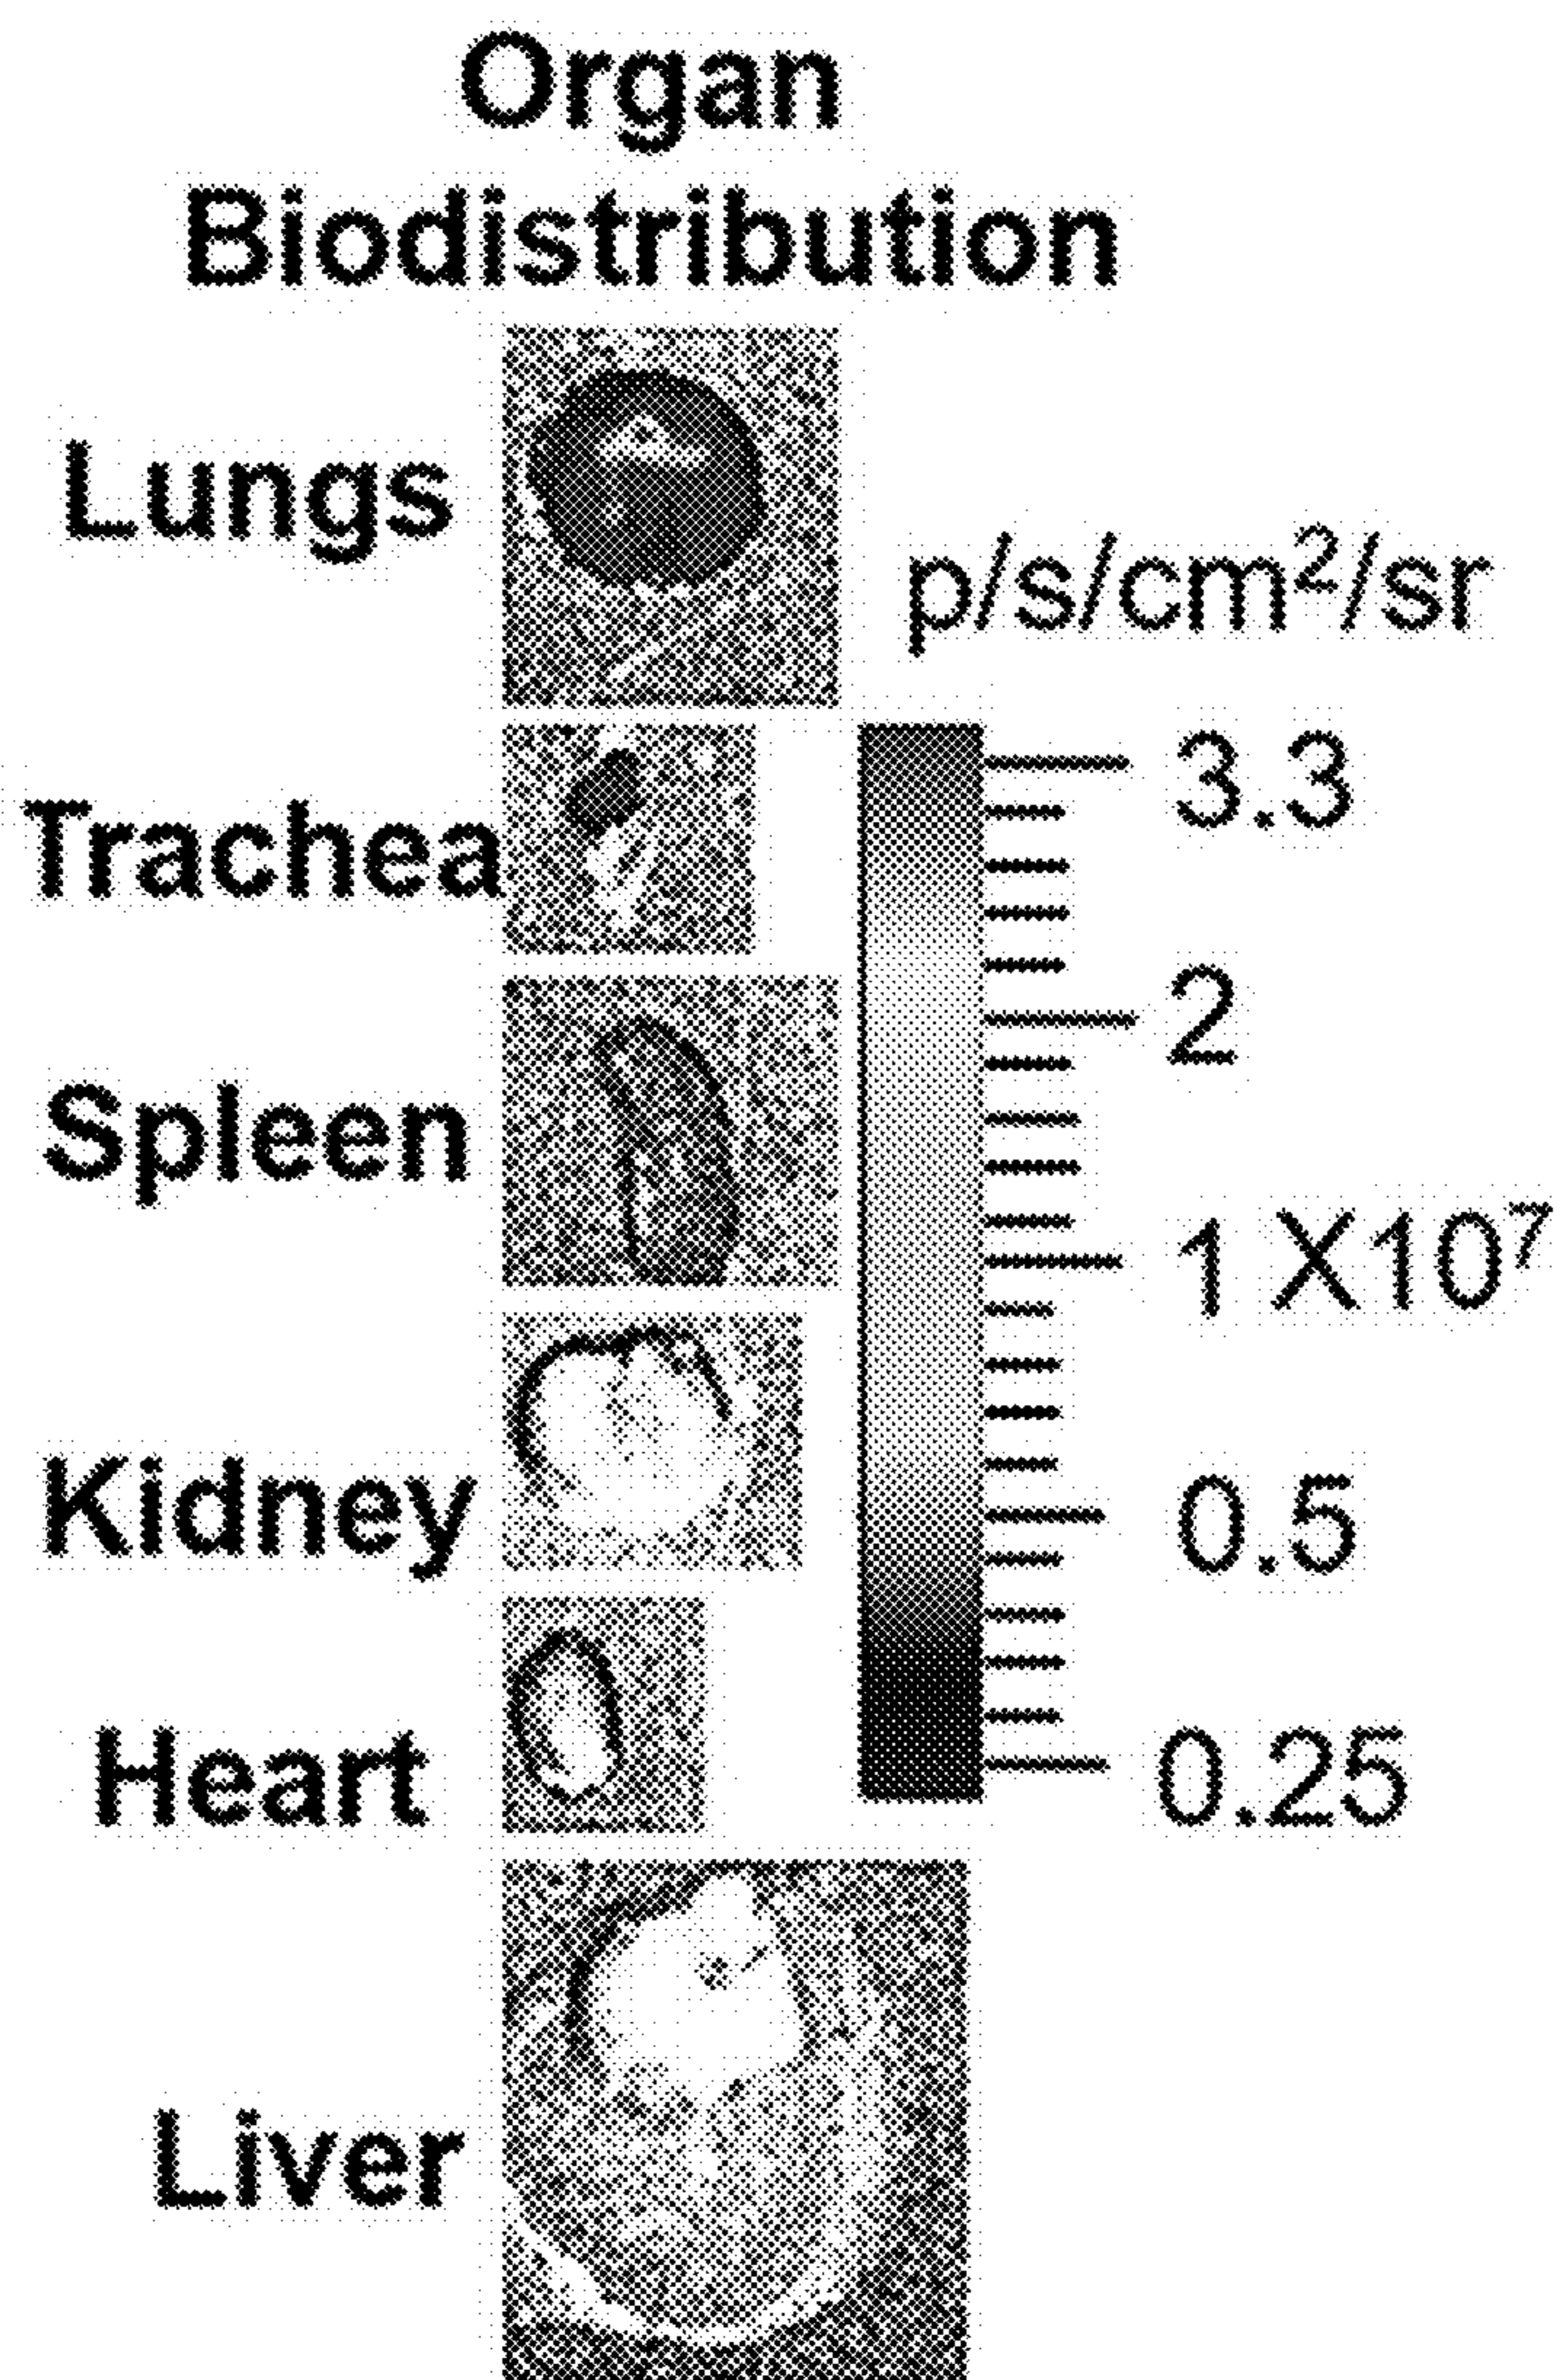 Organ
Biodistribution
Lungs
p/s/cm²/sr
3.3
Trachea
2
Spleen
1 X10⁷
Kidney
0.5
Heart
0.25
Liver